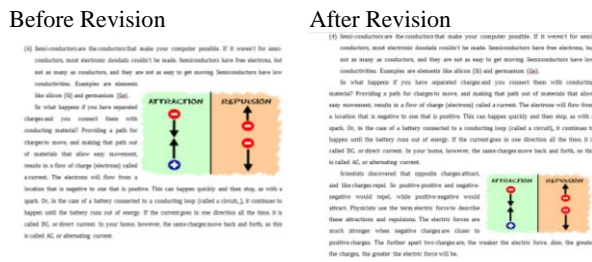 Before Revision
(4) Semi-conductors are the conductors that make your computer possible. If it weren't for semi-
conductors, most electronic doodads couldn't be made. Semiconductors have free electrons, but
not as many as conductors, and they are not as easy to get moving. Semiconductors have low
conductivities. Examples are elements
like silicon (Si) and germanium (Ge).
So what happens if you have separated
charges and you connect them with
conducting material? Providing a path for
charges to move, and making that path out
of materials that allow easy movement,
results in a flow of charge (electrons) called
a current. The electrons will flow from a
location that is negative to one that is positive. This can happen quickly and then stop, as with a
spark. Or, in the case of a battery connected to a conducting loop (called a circuit,), it continues to
happen until the battery runs out of energy. If the current goes in one direction all the time, it is
called DC, or direct current. In your home, however, the same charges move back and forth, so this
is called AC, or alternating current.
ATTRACTION REPULSION
After Revision
(4) Semi-conductors are the conductors that make your computer possible. If it weren't for semi-
conductors, most electronic doodads couldn't be made. Semiconductors have free electrons, bu
not as many as conductors, and they are not as easy to get moving. Semiconductors have low
conductivities. Examples are elements like silicon (Si) and germanium (Ge).
So what happens if you have separated charges and you connect them with conducting
material? Providing a path for charges to move, and making that path out of materials that allow
easy movement, results in a flow of charge (electrons) called a current. The electrons will flow from
a location that is negative to one that is positive. This can happen quickly and then stop, as with
spark. Or, in the case of a battery connected to a conducting loop (called a circuit), it continues to
happen until the battery runs out of energy. If the current goes in one direction all the time, it i
called DC, or direct current. In your home, however, the same charges move back and forth, so thi
is called AC, or alternating current.
Scientists discovered that opposite charges attract,
and like charges repel. So positive-positive and negative-
negative would repel, while positive-negative would
attract. Physicists use the term electric force to describe
these attractions and repulsions. The electric forces are
much stronger when negative charges are closer to
positive charges. The further apart two charges are, the weaker the electric force. Also, the greate
the charges, the greater the electric force will be.
ATTRACTION REPULSION